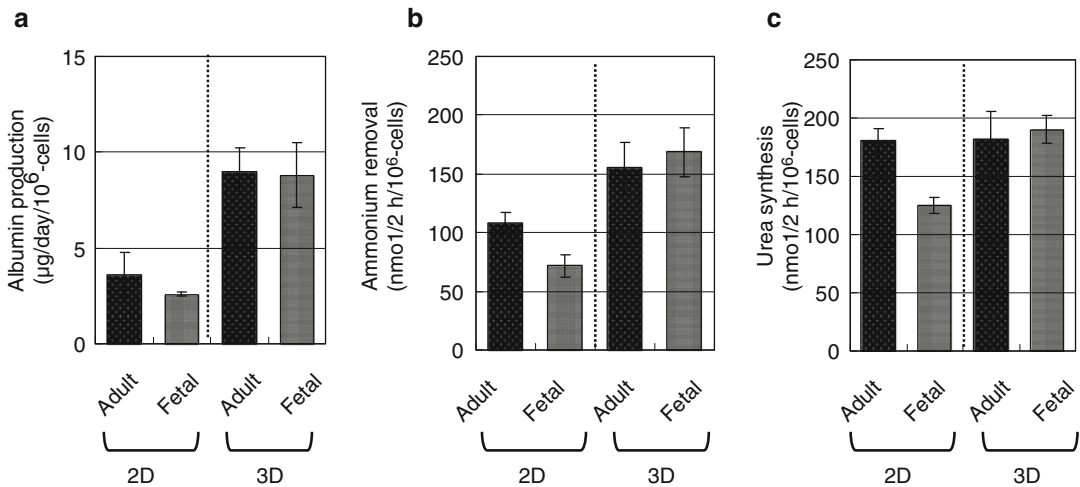 a
Albumin production
(µg/day/10⁶-cells)
15
10
5
0
Adult
Fetal
Adult
Fetal
2D
3D
b
Ammonium removal
(nmo1/2 h/10⁶-cells)
250
200
150
100
50
0
Adult
Fetal
Adult
Fetal
2D
3D
c
Urea synthesis
(nmo1/2 h/10⁶-cells)
250
200
150
100
50
0
Adult
Fetal
Adult
Fetal
2D
3D